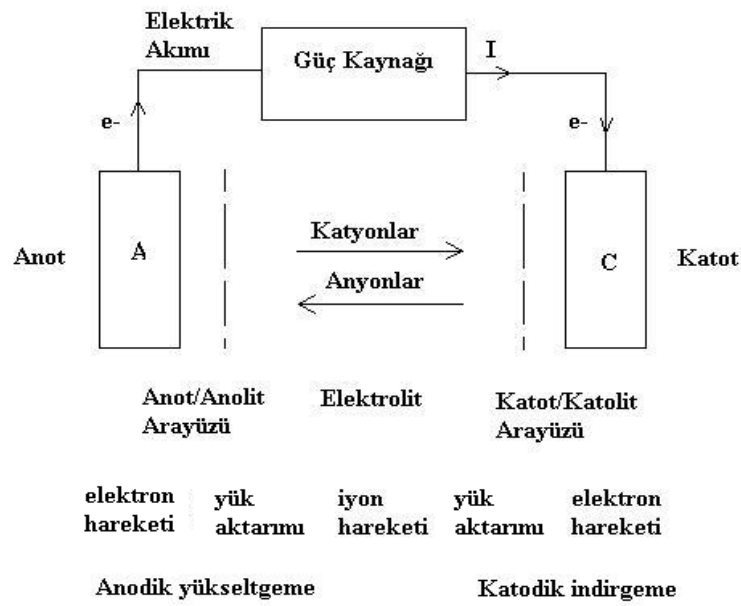 Elektrik
Akımı
Güç Kaynağı
I
e-
e-
Anot
A
Katyonlar
Anyonlar
C
Katot
Anot/Anolit
Arayüzü
Elektrolit
Katot/Katolit
Arayüzü
elektron
hareketi
yük
aktarımı
iyon
hareketi
yük
aktarımı
elektron
hareketi
Anodik yükseltgeme
Katodik indirgeme